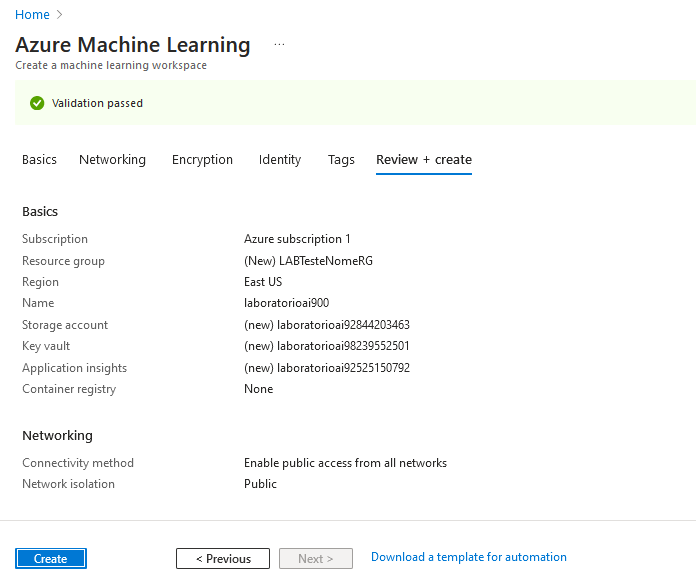 Home >
Azure Machine Learning ...
Create a machine learning workspace
Validation passed
Basics Networking Encryption Identity Tags Review + create
Basics
Subscription Azure subscription 1
Resource group (New) LABTesteNomeRG
Region East US
Name laboratorioai900
Storage account (new) laboratorioai92844203463
Key vault (new) laboratorioai98239552501
Application insights (new) laboratorioai92525150792
Container registry None
Networking
Connectivity method Enable public access from all networks
Network isolation Public
Create < Previous Next > Download a template for automation